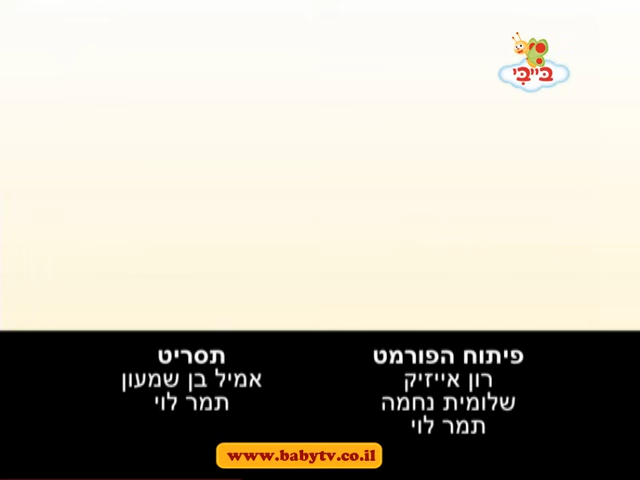 בייבי
פיתוח הפורמט
רון אייזיק
שלומית נחמה
תמר לוי
תסריט
אמיל בן שמעון
תמר לוי
www.babytv.co.il